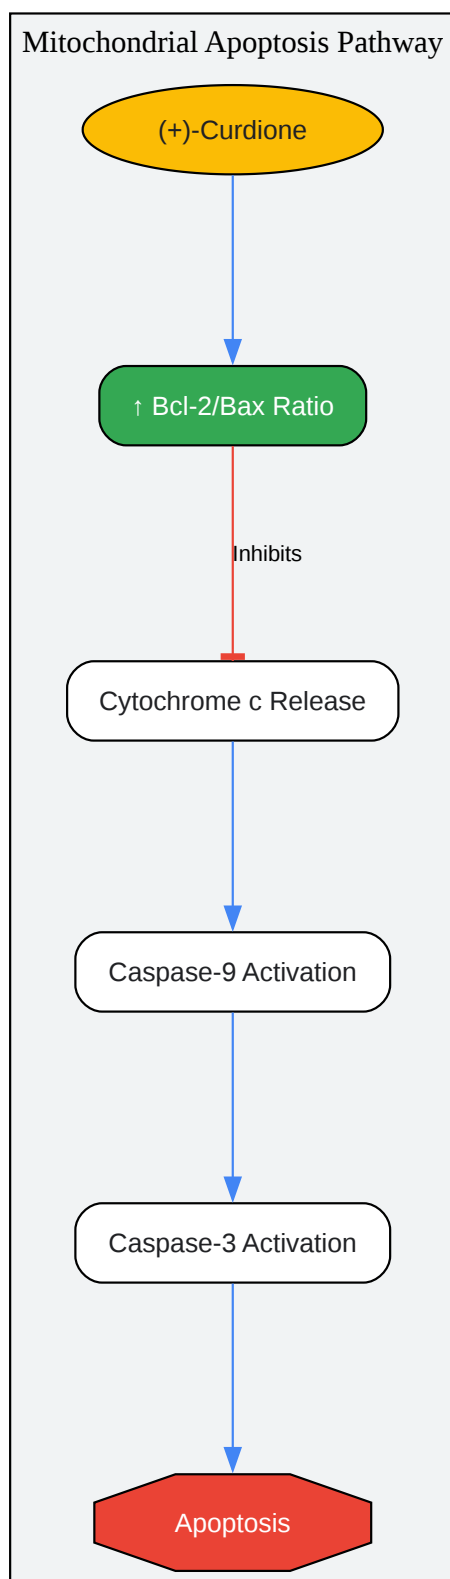 Mitochondrial Apoptosis Pathway
(+)-Curdione
↑ Bcl-2/Bax Ratio
Inhibits
Cytochrome c Release
Caspase-9 Activation
Caspase-3 Activation
Apoptosis